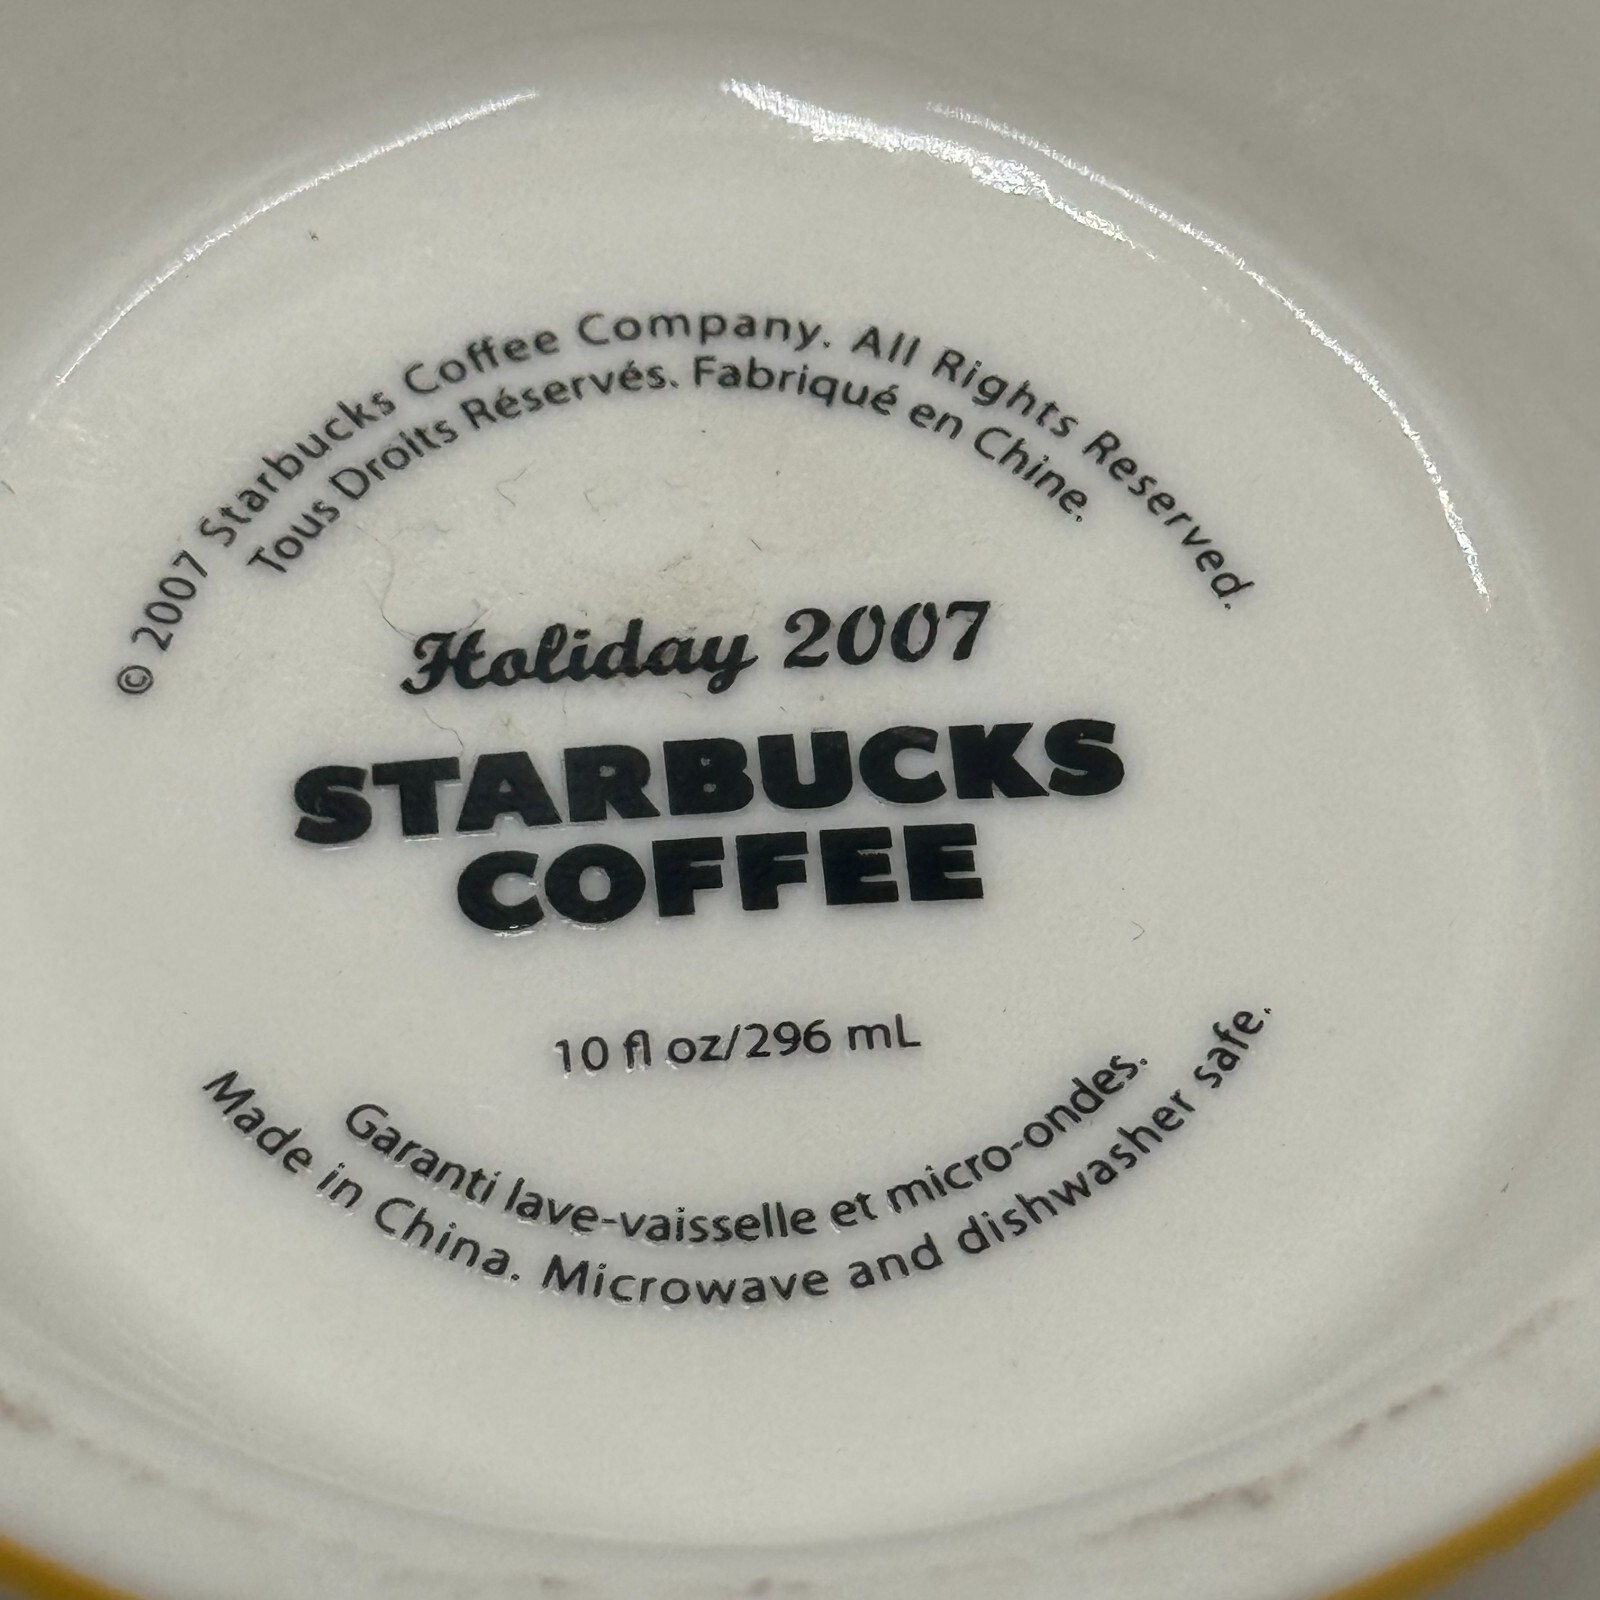 © 2007 Starbucks Coffee Company. All Rights Reserved.
Tous Droits Réservés. Fabriqué en Chine.
Holiday 2007
STARBUCKS
COFFEE
10 fl oz/296 mL
Garanti lave-vaisselle et micro-ondes.
Made in China. Microwave and dishwasher safe.